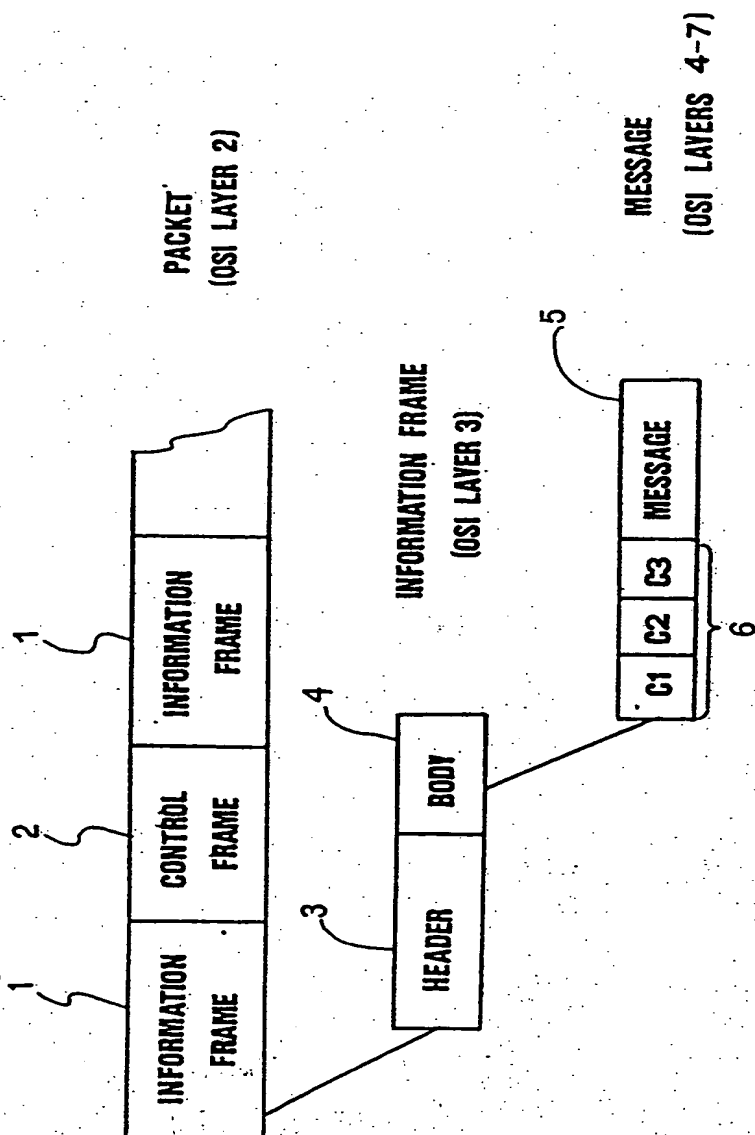 1
2
1
INFORMATION
FRAME
CONTROL
FRAME
INFORMATION
FRAME
PACKET
(OSI LAYER 2)
3
4
HEADER
BODY
INFORMATION FRAME
(OSI LAYER 3)
5
C1
C2
C3
MESSAGE
6
MESSAGE
(OSI LAYERS 4-7)